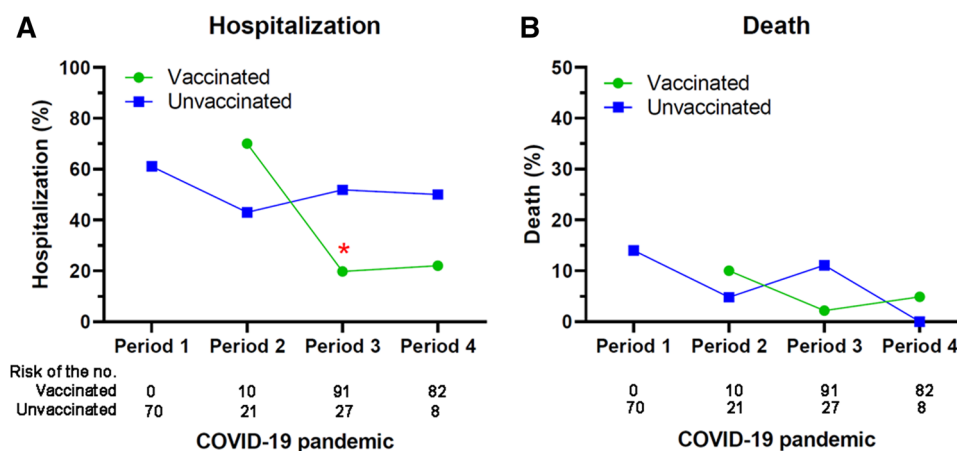 A Hospitalization
Vaccinated
Unvaccinated
Hospitalization (%)
100
80
60
40
20
0
*
Period 1 Period 2 Period 3 Period 4
Risk of the no.
Vaccinated 0 10 91 82
Unvaccinated 70 21 27 8
COVID-19 pandemic
B Death
Vaccinated
Unvaccinated
Death (%)
50
40
30
20
10
0
Period 1 Period 2 Period 3 Period 4
0 10 91 82
70 21 27 8
COVID-19 pandemic